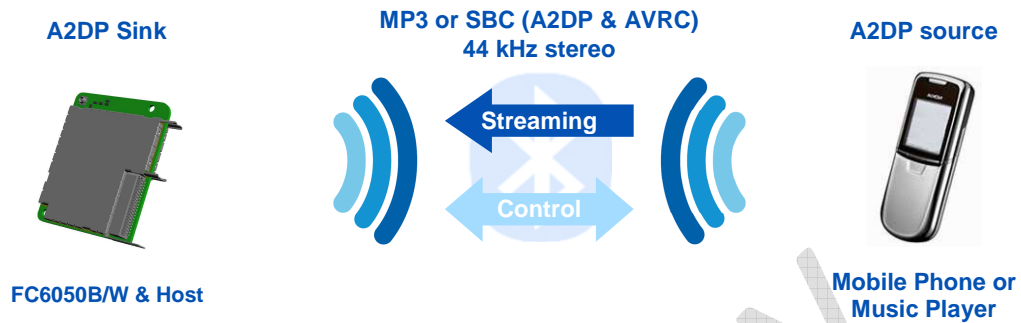 A2DP Sink
MP3 or SBC (A2DP & AVRC)
44 kHz stereo
A2DP source
Streaming
Control
FC6050B/W & Host
Mobile Phone or
Music Player